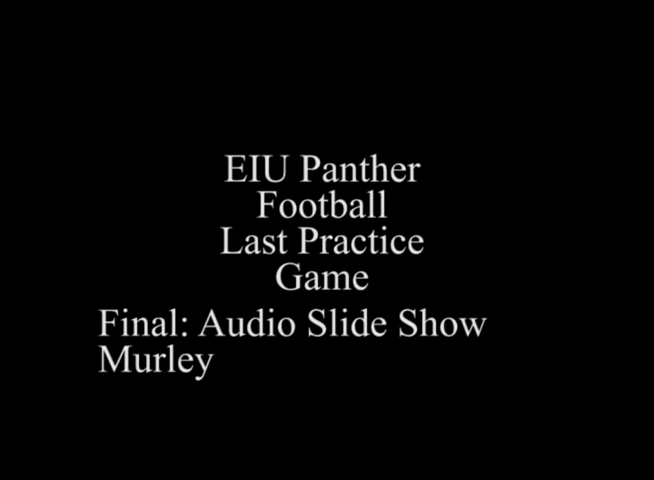 EIU Panther
Football
Last Practice
Game
Final: Audio Slide Show
Murley